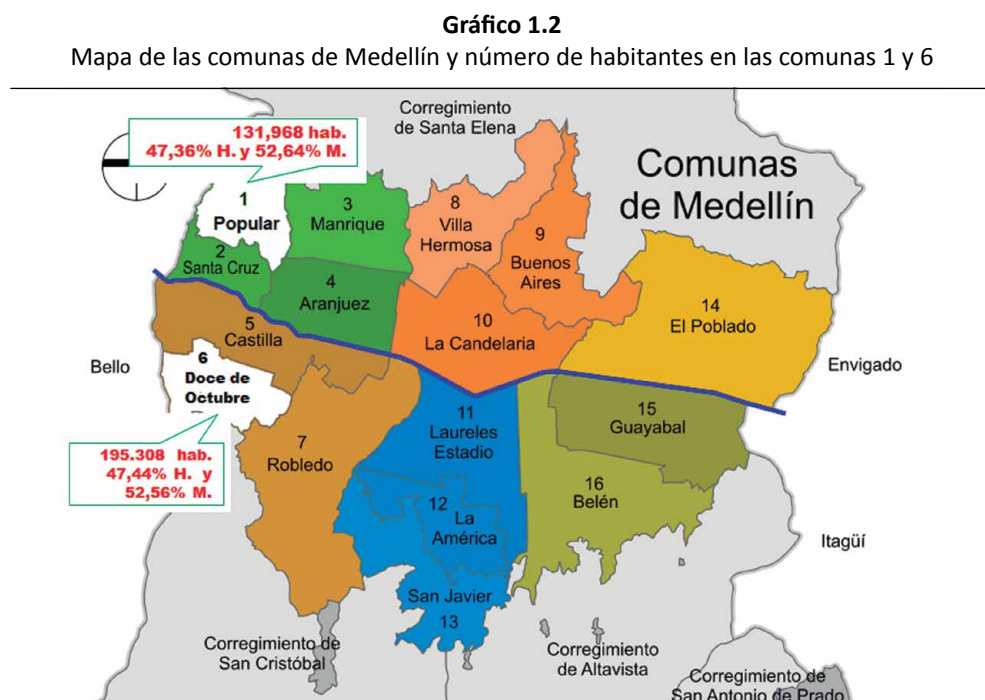 Gráfico 1.2
Mapa de las comunas de Medellín y número de habitantes en las comunas 1 y 6
Corregimiento
de Santa Elena
131,968 hab.
47,36% H. y 52,64% M.
Comunas
de Medellín
1
Popular
3
Manrique
8
Villa
Hermosa
9
Buenos
Aires
2
Santa Cruz
4
Aranjuez
14
El Poblado
10
La Candelaria
5
Castilla
Bello
6
Doce de
Octubre
Envigado
11
Laureles
Estadio
15
Guayabal
7
Robledo
195.308 hab.
47,44% H. y
52,56% M.
16
Belén
12
La
América
Itagüí
San Javier
13
Corregimiento de
San Cristóbal
Corregimiento
de Altavista
Corregimiento de
San Antonio de Prado